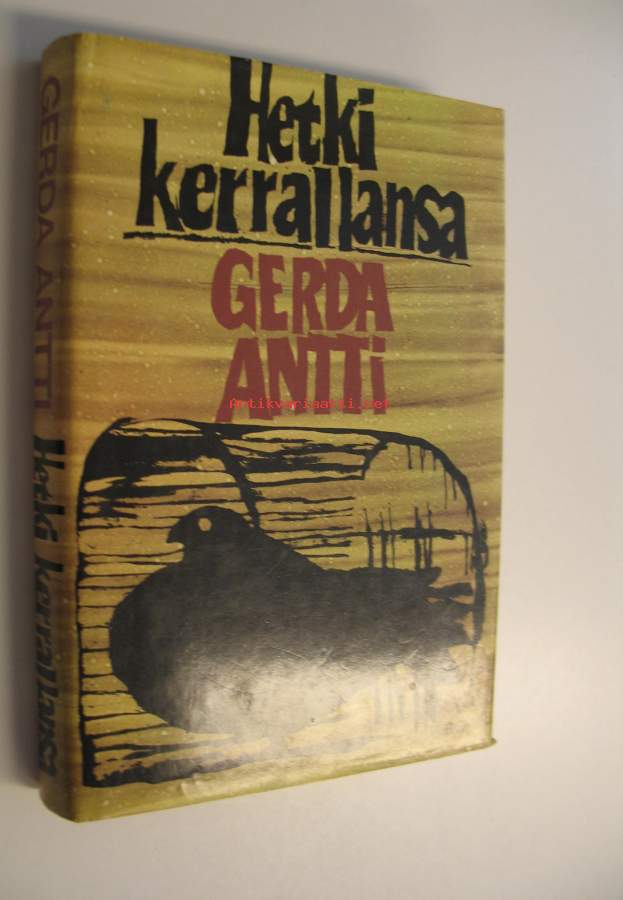 Hetki
kerrallansa
GERDA
ANTTi
Antikvariaatti.net
GERDA ANTTI Hetki kerrallansa